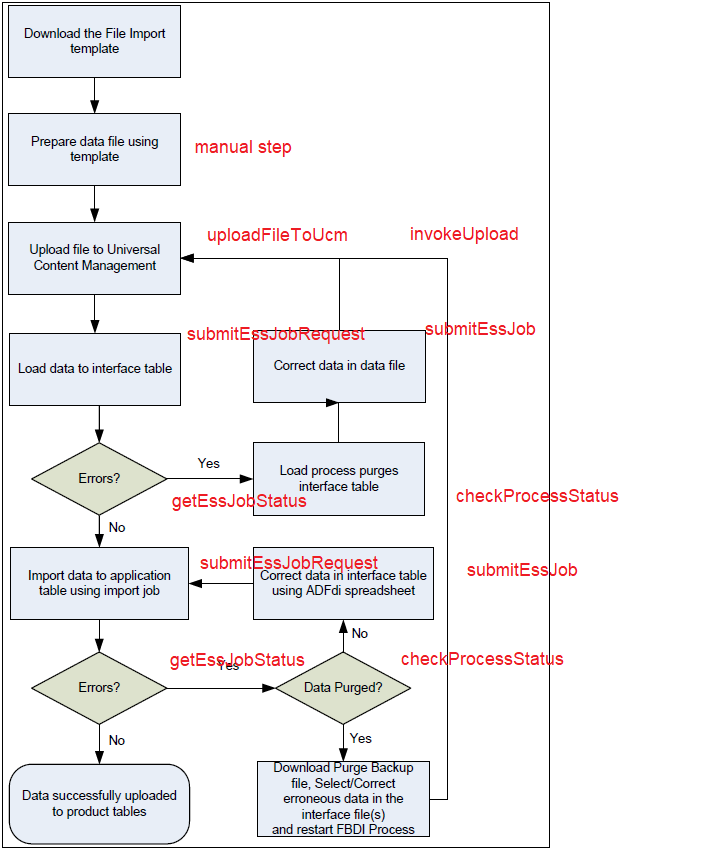 Download the File Import
template
Prepare data file using
template
manual step
uploadFileToUcm
invokeUpload
Upload file to Universal
Content Management
submitEssJobRequest
submitEssJob
Load data to interface table
Correct data in data file
Errors?
Yes
Load process purges
interface table
getEssJobStatus
checkProcessStatus
No
submitEssJobRequest
submitEssJob
Import data to application
table using import job
Correct data in interface table
using ADFdi spreadsheet
No
getEssJobStatus
checkProcessStatus
Yes
Errors?
Data Purged?
No
Yes
Data successfully uploaded
to product tables
Download Purge Backup
file, Select/Correct
erroneous data in the
interface file(s)
and restart FBDI Process